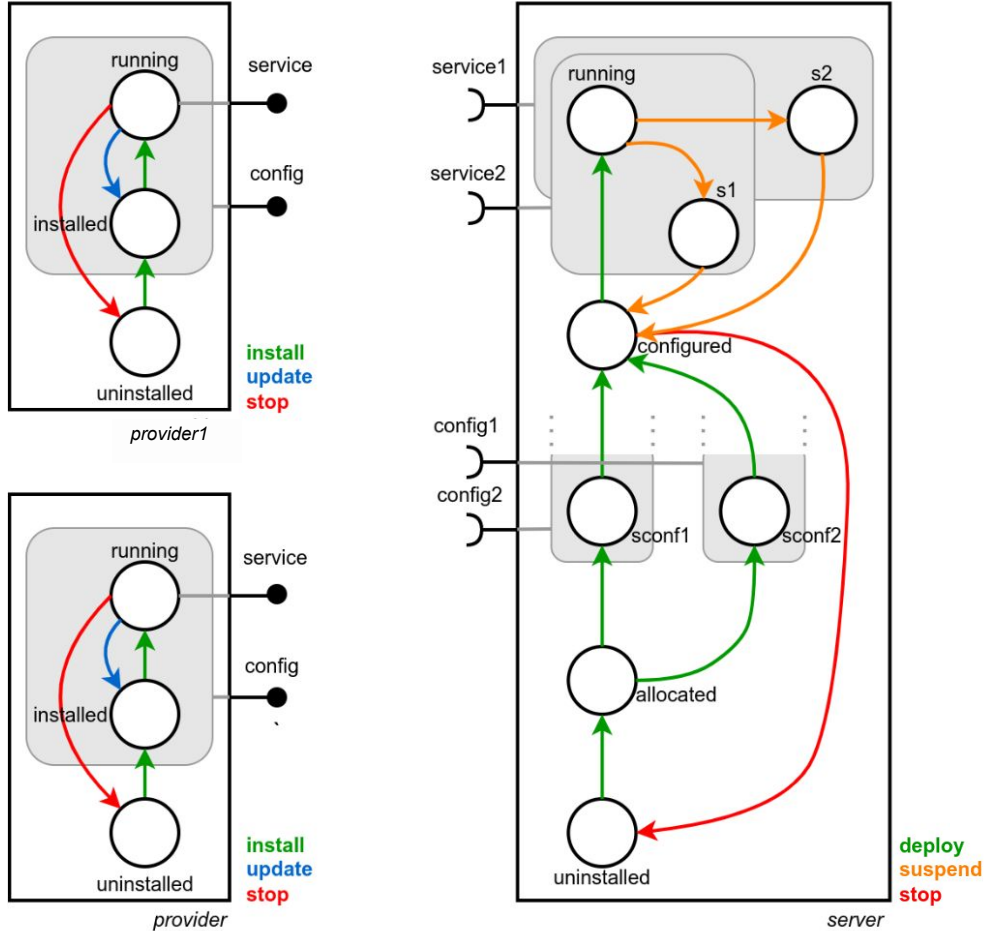 running
service
config
installed
uninstalled
install
update
stop
provider1
running
service
config
installed
uninstalled
install
update
stop
provider
service1
running
s2
service2
s1
configured
config1
config2
sconf1
sconf2
allocated
uninstalled
deploy
suspend
stop
server